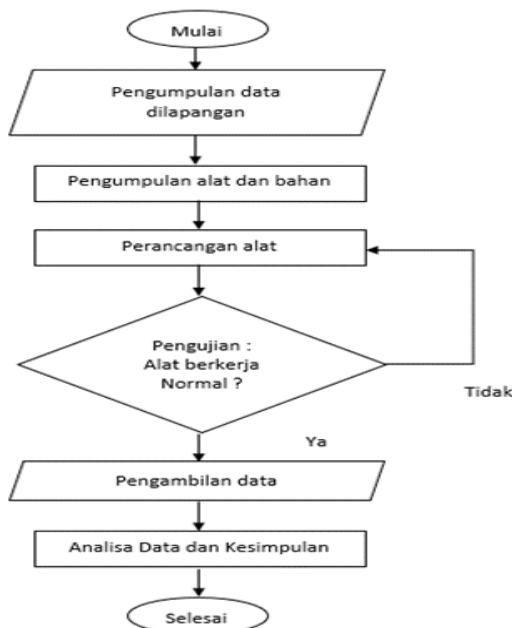 Mulai
Pengumpulan data
dilapangan
Pengumpulan alat dan bahan
Perancangan alat
Pengujian :
Alat berkerja
Normal ?
Tidak
Ya
Pengambilan data
Analisa Data dan Kesimpulan
Selesai